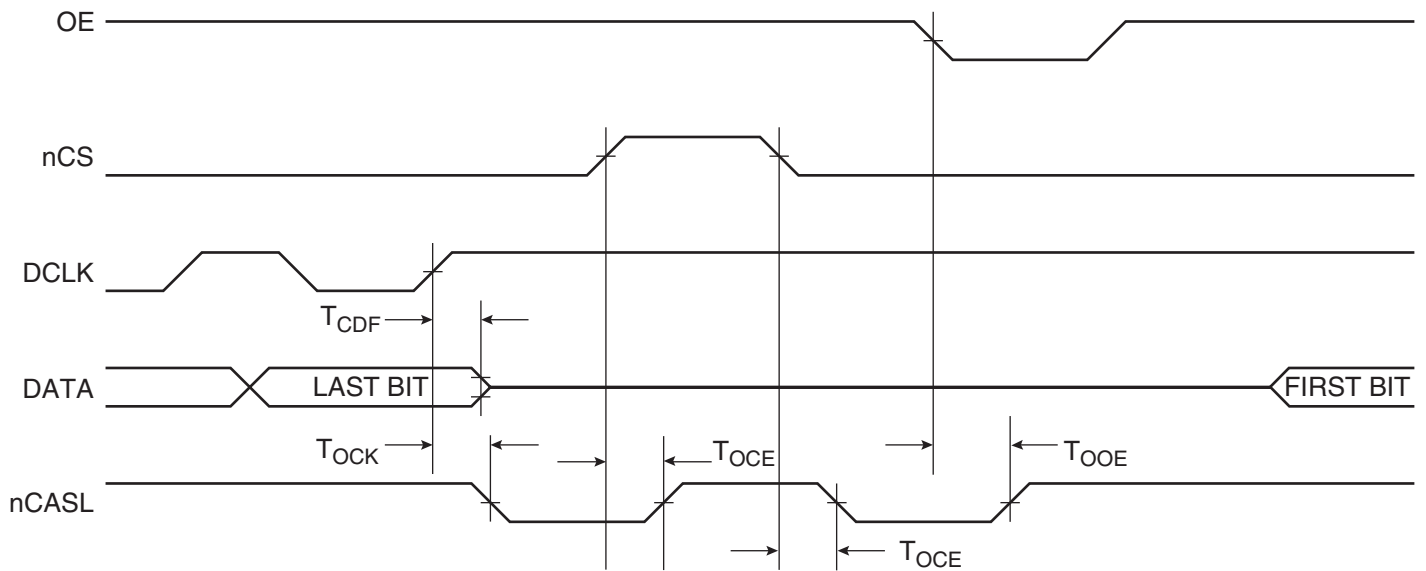 OE
nCS
DCLK
TCDF
DATA
LAST BIT
FIRST BIT
TOCK
TOCE
TOOE
nCASL
TOCE